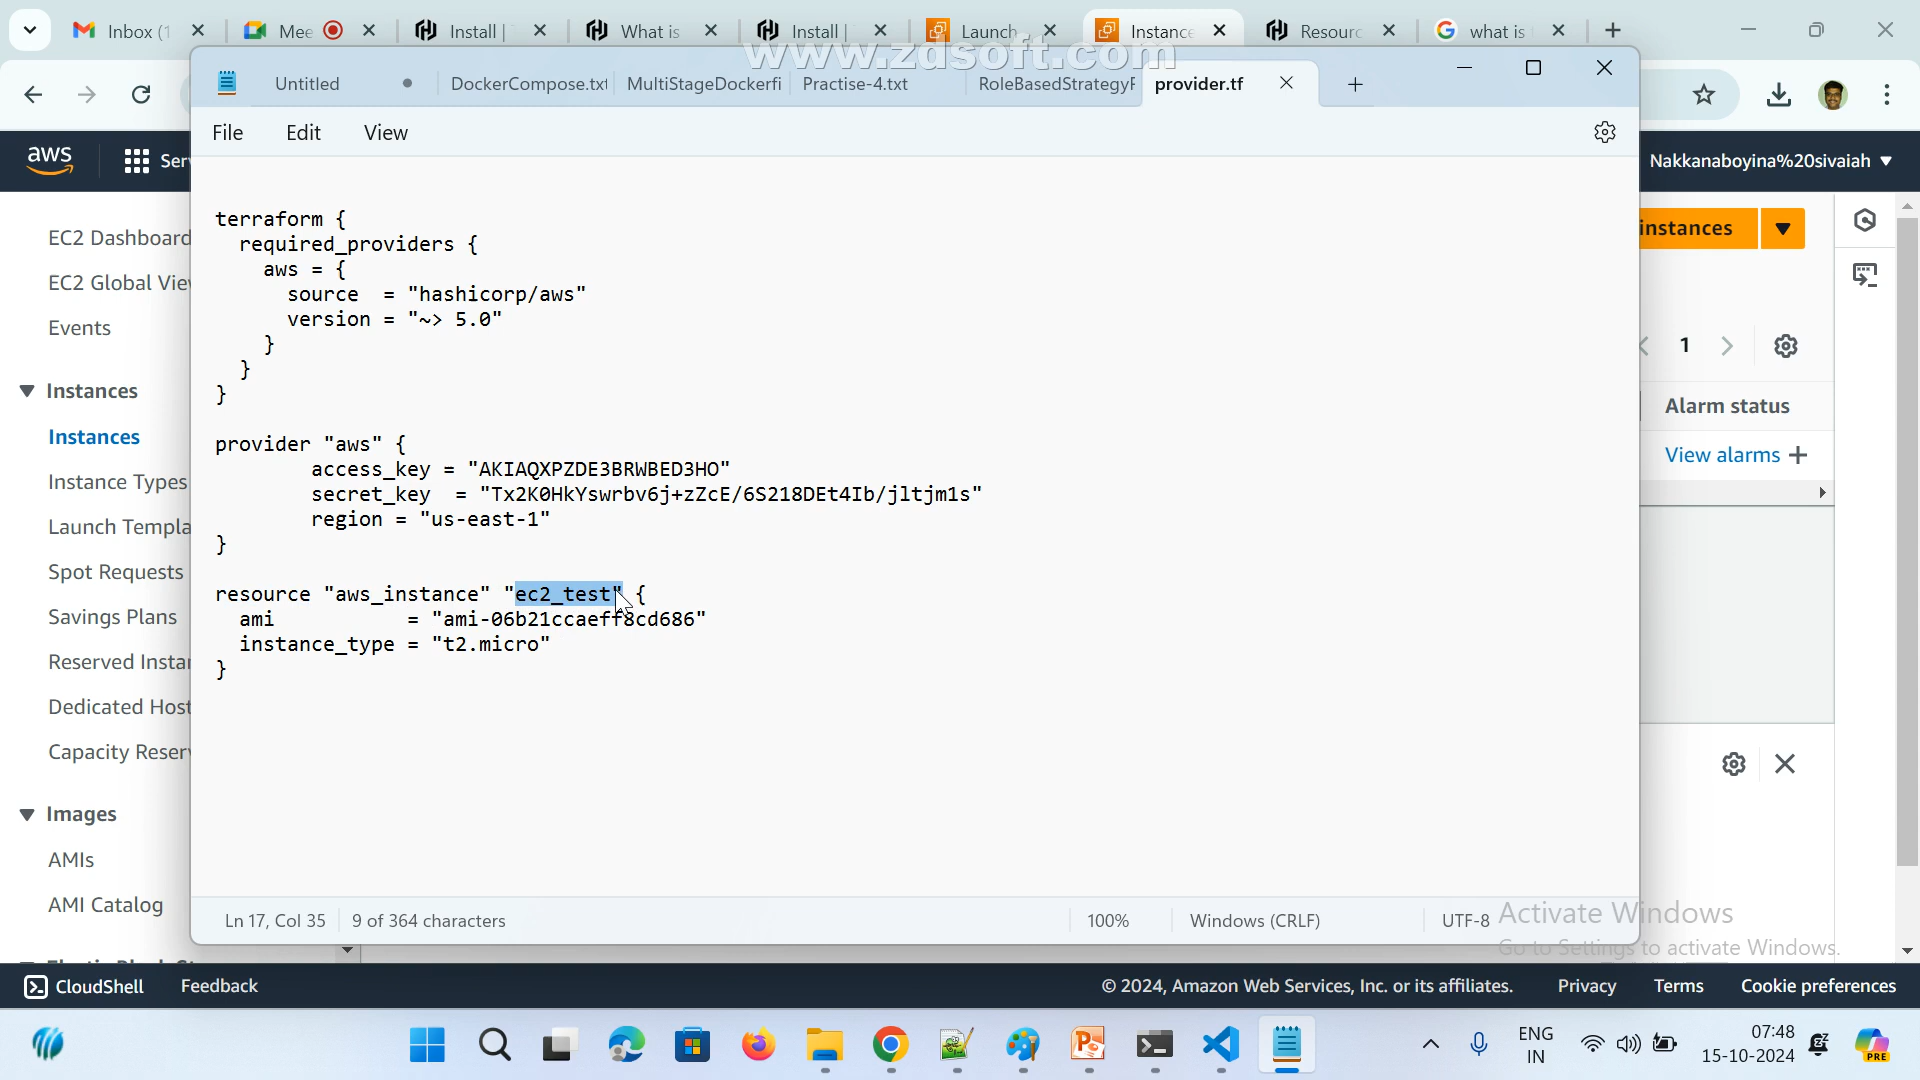 Inbox (1
Mee
Install |
What is
Install |
Launch
Instance
Resourc
what is
www.zdsoft.com
Untitled
DockerCompose.txt
MultiStageDockerfi
Practise-4.txt
RoleBasedStrategyP
provider.tf
File
Edit
View
aws
Ser
Nakkanaboyina%20sivaiah
EC2 Dashboard
EC2 Global Vie
Events
Instances
Instances
Instance Types
Launch Templa
Spot Requests
Savings Plans
Reserved Instan
Dedicated Host
Capacity Reser
Images
AMIs
AMI Catalog
terraform {
required_providers {
aws = {
source = "hashicorp/aws"
version = "~> 5.0"
}
}
}
provider "aws" {
access_key = "AKIAQXPZDE3BRWBED3HO"
secret_key = "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"
region = "us-east-1"
}
resource "aws_instance" "ec2_test" {
ami = "ami-06b21ccaeff8cd686"
instance_type = "t2.micro"
}
instances
1
Alarm status
View alarms +
Ln 17, Col 35
9 of 364 characters
100%
Windows (CRLF)
UTF-8
Activate Windows
Go to Settings to activate Windows.
CloudShell
Feedback
© 2024, Amazon Web Services, Inc. or its affiliates.
Privacy
Terms
Cookie preferences
ENG
IN
07:48
15-10-2024
PRE